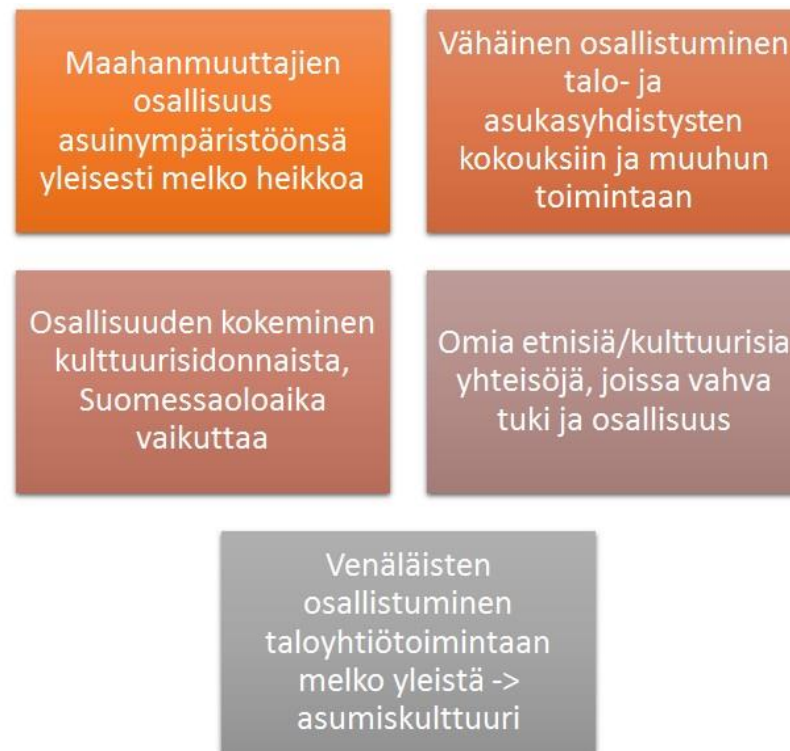 Maahanmuuttajien
osallisuus
asuinympäristöönsä
yleisesti melko heikkoa
Vähäinen osallistuminen
talo- ja
asukasyhdistysten
kokouksiin ja muuhun
toimintaan
Osallisuuden kokeminen
kulttuurisidonnaista,
Suomessaoloaika
vaikuttaa
Omia etnisiä/kulttuurisia
yhteisöjä, joissa vahva
tuki ja osallisuus
Venäläisten
osallistuminen
taloyhtiötoimintaan
melko yleistä ->
asumiskulttuuri